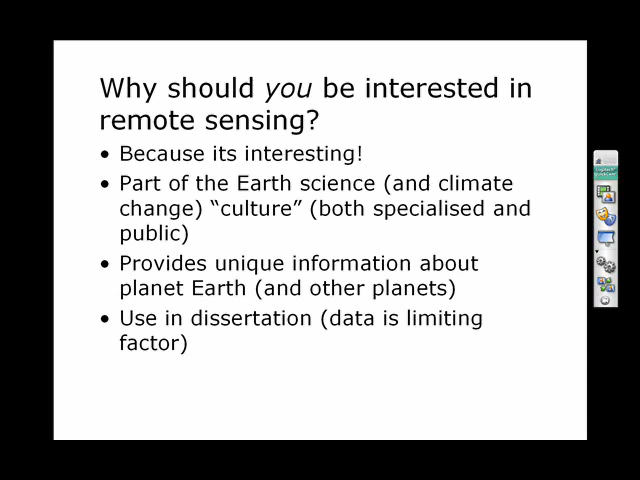 Why should you be interested in
remote sensing?
• Because its interesting!
• Part of the Earth science (and climate
change) “culture” (both specialised and
public)
• Provides unique information about
planet Earth (and other planets)
• Use in dissertation (data is limiting
factor)
Logitech
QuickCam